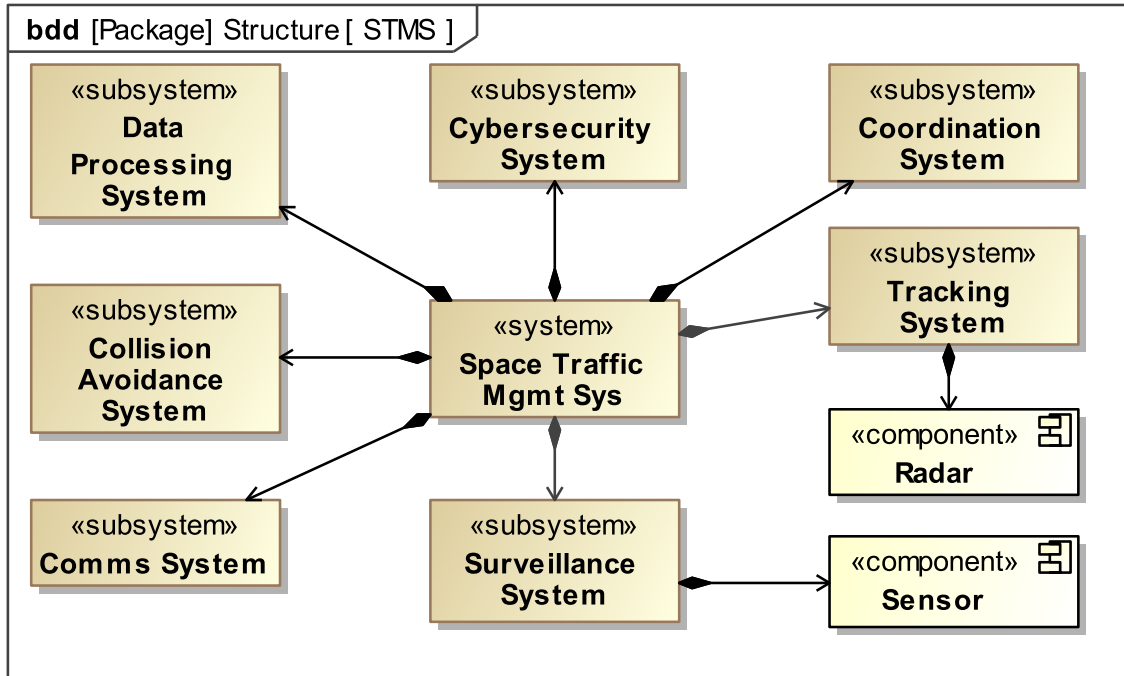 bdd [Package] Structure [ STMS ]
«subsystem»
Data
Processing
System
«subsystem»
Cybersecurity
System
«subsystem»
Coordination
System
«subsystem»
Tracking
System
«subsystem»
Collision
Avoidance
System
«system»
Space Traffic
Mgmt Sys
«component»
Radar
«subsystem»
Comms System
«subsystem»
Surveillance
System
«component»
Sensor